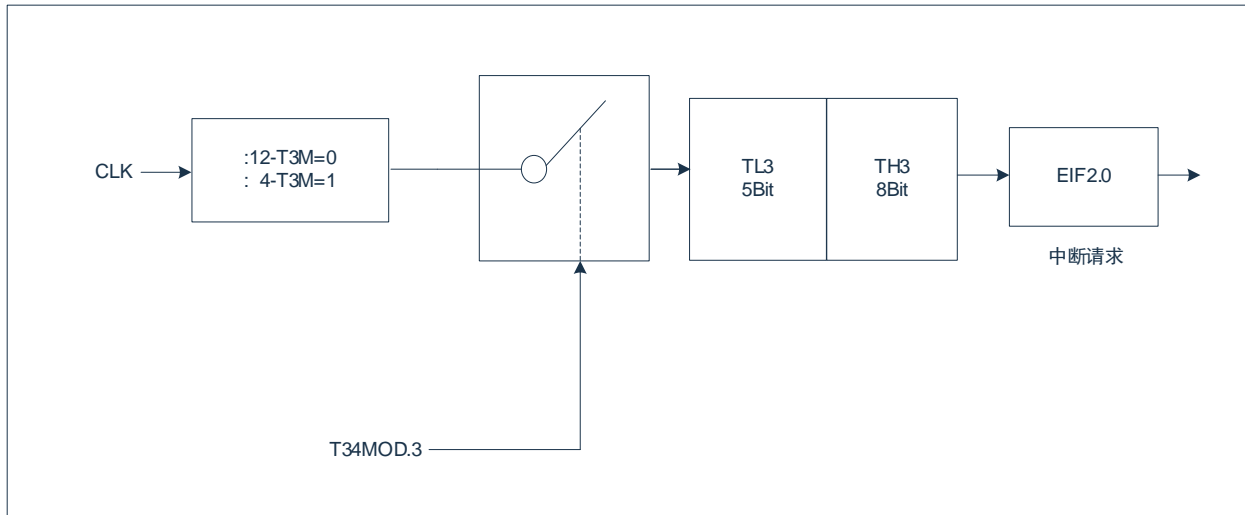 CLK
:12-T3M=0
: 4-T3M=1
TL3
5Bit
TH3
8Bit
EIF2.0
中断请求
T34MOD.3